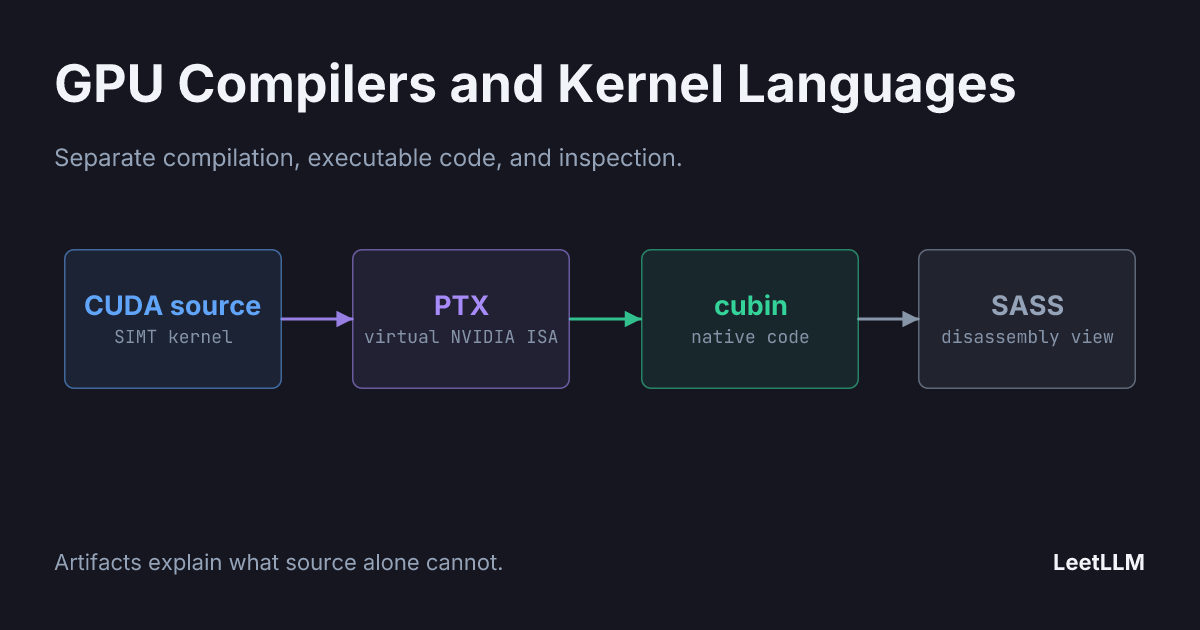 GPU Compilers and Kernel Languages
Separate compilation, executable code, and inspection.
CUDA source
SIMT kernel
PTX
virtual NVIDIA ISA
cubin
native code
SASS
disassembly view
Artifacts explain what source alone cannot.
LeetLLM